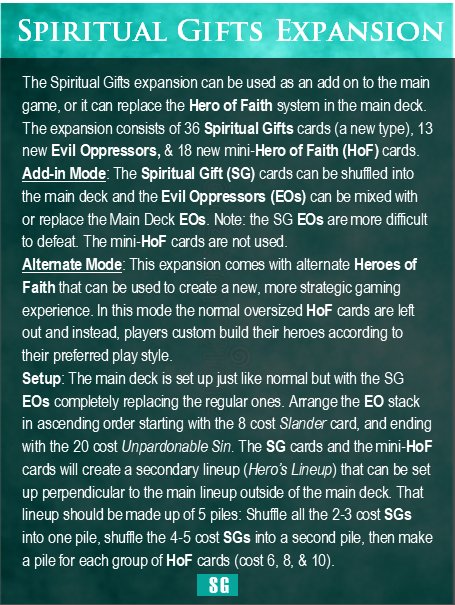 Spiritual Gifts Expansion
The Spiritual Gifts expansion can be used as an add on to the main
game, or it can replace the Hero of Faith system in the main deck.
The expansion consists of 36 Spiritual Gifts cards (a new type), 13
new Evil Oppressors, & 18 new mini-Hero of Faith (HoF) cards.
Add-in Mode: The Spiritual Gift (SG) cards can be shuffled into
the main deck and the Evil Oppressors (EOs) can be mixed with
or replace the Main Deck EOs. Note: the SG EOs are more difficult
to defeat. The mini-HoF cards are not used.
Alternate Mode: This expansion comes with alternate Heroes of
Faith that can be used to create a new, more strategic gaming
experience. In this mode the normal oversized HoF cards are left
out and instead, players custom build their heroes according to
their preferred play style.
Setup: The main deck is set up just like normal but with the SG
EOs completely replacing the regular ones. Arrange the EO stack
in ascending order starting with the 8 cost Slander card, and ending
with the 20 cost Unpardonable Sin. The SG cards and the mini-HoF
cards will create a secondary lineup (Hero's Lineup) that can be set
up perpendicular to the main lineup outside of the main deck. That
lineup should be made up of 5 piles: Shuffle all the 2-3 cost SGs
into one pile, shuffle the 4-5 cost SGs into a second pile, then make
a pile for each group of HoF cards (cost 6, 8, & 10).
SG